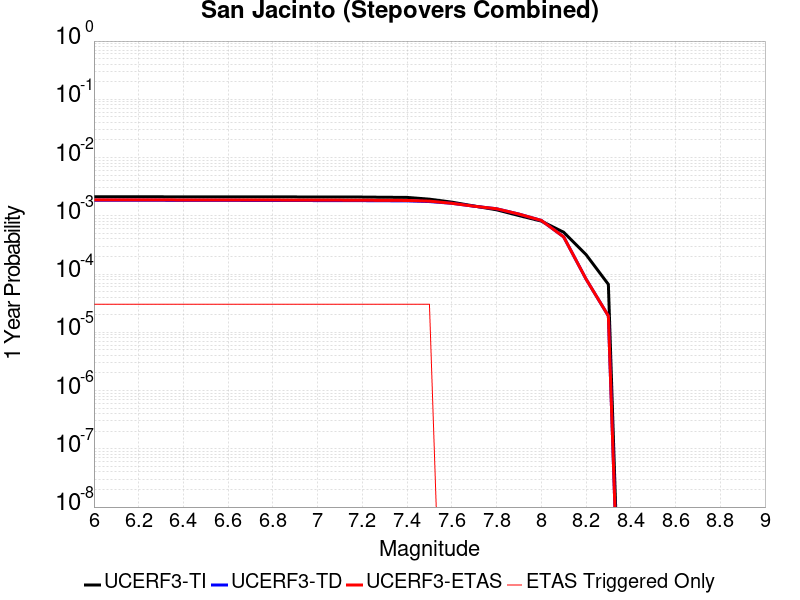 San Jacinto (Stepovers Combined)
10^0
10^-1
10^-2
10^-3
10^-4
10^-5
10^-6
10^-7
10^-8
1 Year Probability
6 6.2 6.4 6.6 6.8 7 7.2 7.4 7.6 7.8 8 8.2 8.4 8.6 8.8 9
Magnitude
UCERF3-TI UCERF3-TD UCERF3-ETAS ETAS Triggered Only